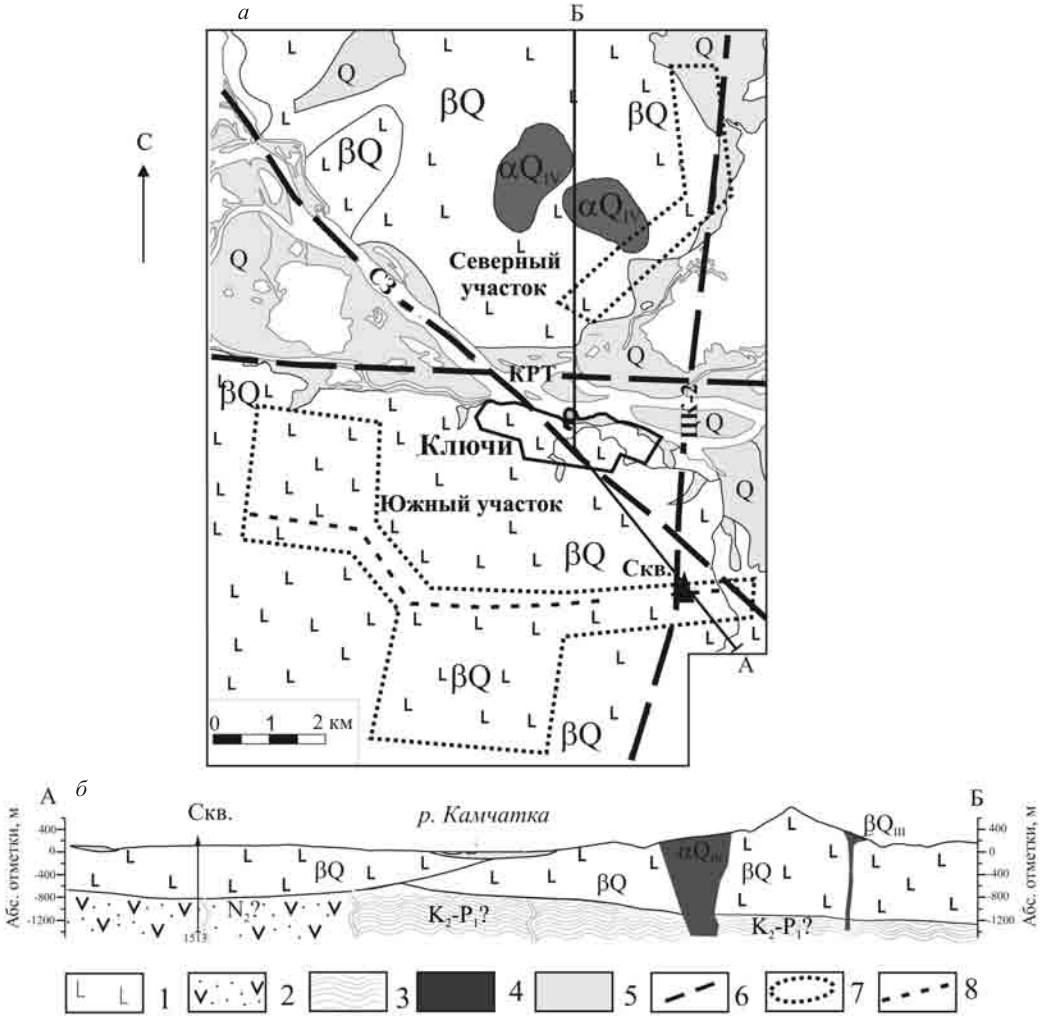 а
Б
С
Q
Q
βQ
βQ
βQ
αQIV
αQIV
Q
СЗ
Северный
участок
Q
КРТ
ПК-2
βQ
Q
Ключи
Q
Южный участок
βQ
Скв.
А
βQ
βQ
0 1 2 км
б
А
Скв.
р. Камчатка
Б
Абс. отметки, м
400
0
-400
-800
-1200
βQ
N2?
1513
K2-P1?
βQ
βQ
K2-P1?
βQIII
400
0
-400
-800
-1200
Абс. отметки, м
L L 1
V V 2
3
4
5
6
7
8